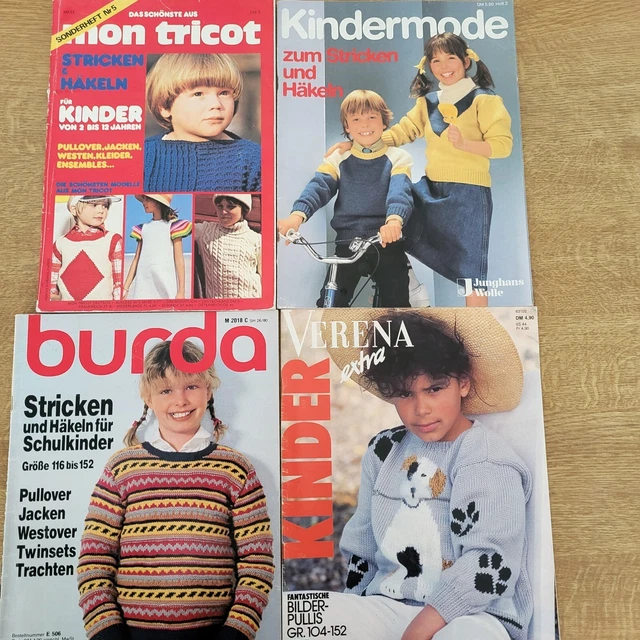 DAS SCHÖNSTE AUS
SONDERHEFT Nr 5
mon tricot
STRICKEN
&
HÄKELN
FÜR
KINDER
VON 2 BIS 12 JAHREN
PULLOVER, JACKEN,
WESTEN, KLEIDER,
ENSEMBLES...
DIE SCHÖNSTEN MODELLE
AUS MON TRICOT
Kindermode
zum Stricken
und
Häkeln
Junghans
Wolle
burda
M 2018 C
Stricken
und Häkeln für
Schulkinder
Größe 116 bis 152
Pullover
Jacken
Westover
Twinsets
Trachten
Bestellnummer E 506
VERENA
extra
DM 4.90
KINDER
FANTASTISCHE
BILDER-
PULLIS
GR. 104-152